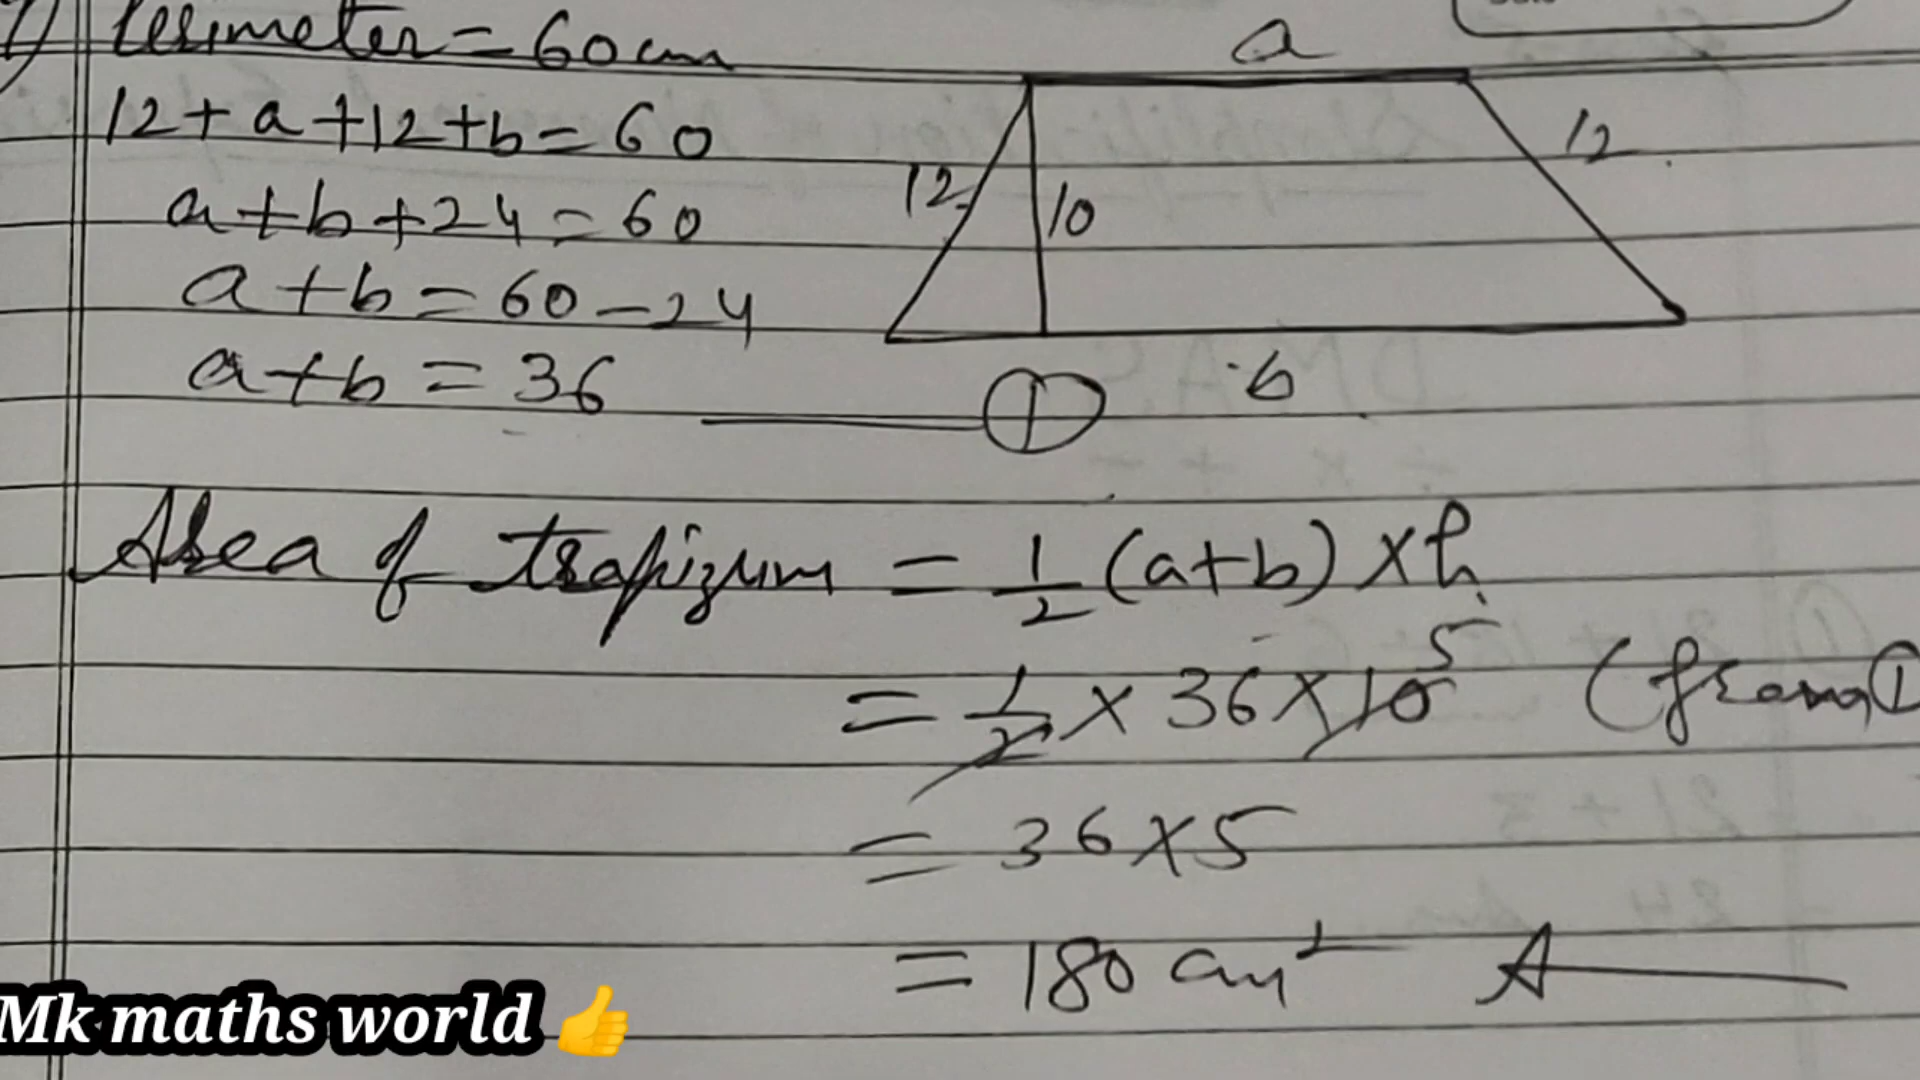 Perimeter = 60 cm
12 + a + 12 + b = 60
a + b + 24 = 60
a + b = 60 - 24
a + b = 36 ——— ①
a
12
10
12
b
Area of trapizum = 1/2 (a+b) × h
= 1/2 × 36 × 10 5 (from ①
= 36 × 5
= 180 cm²
Mk maths world 👍